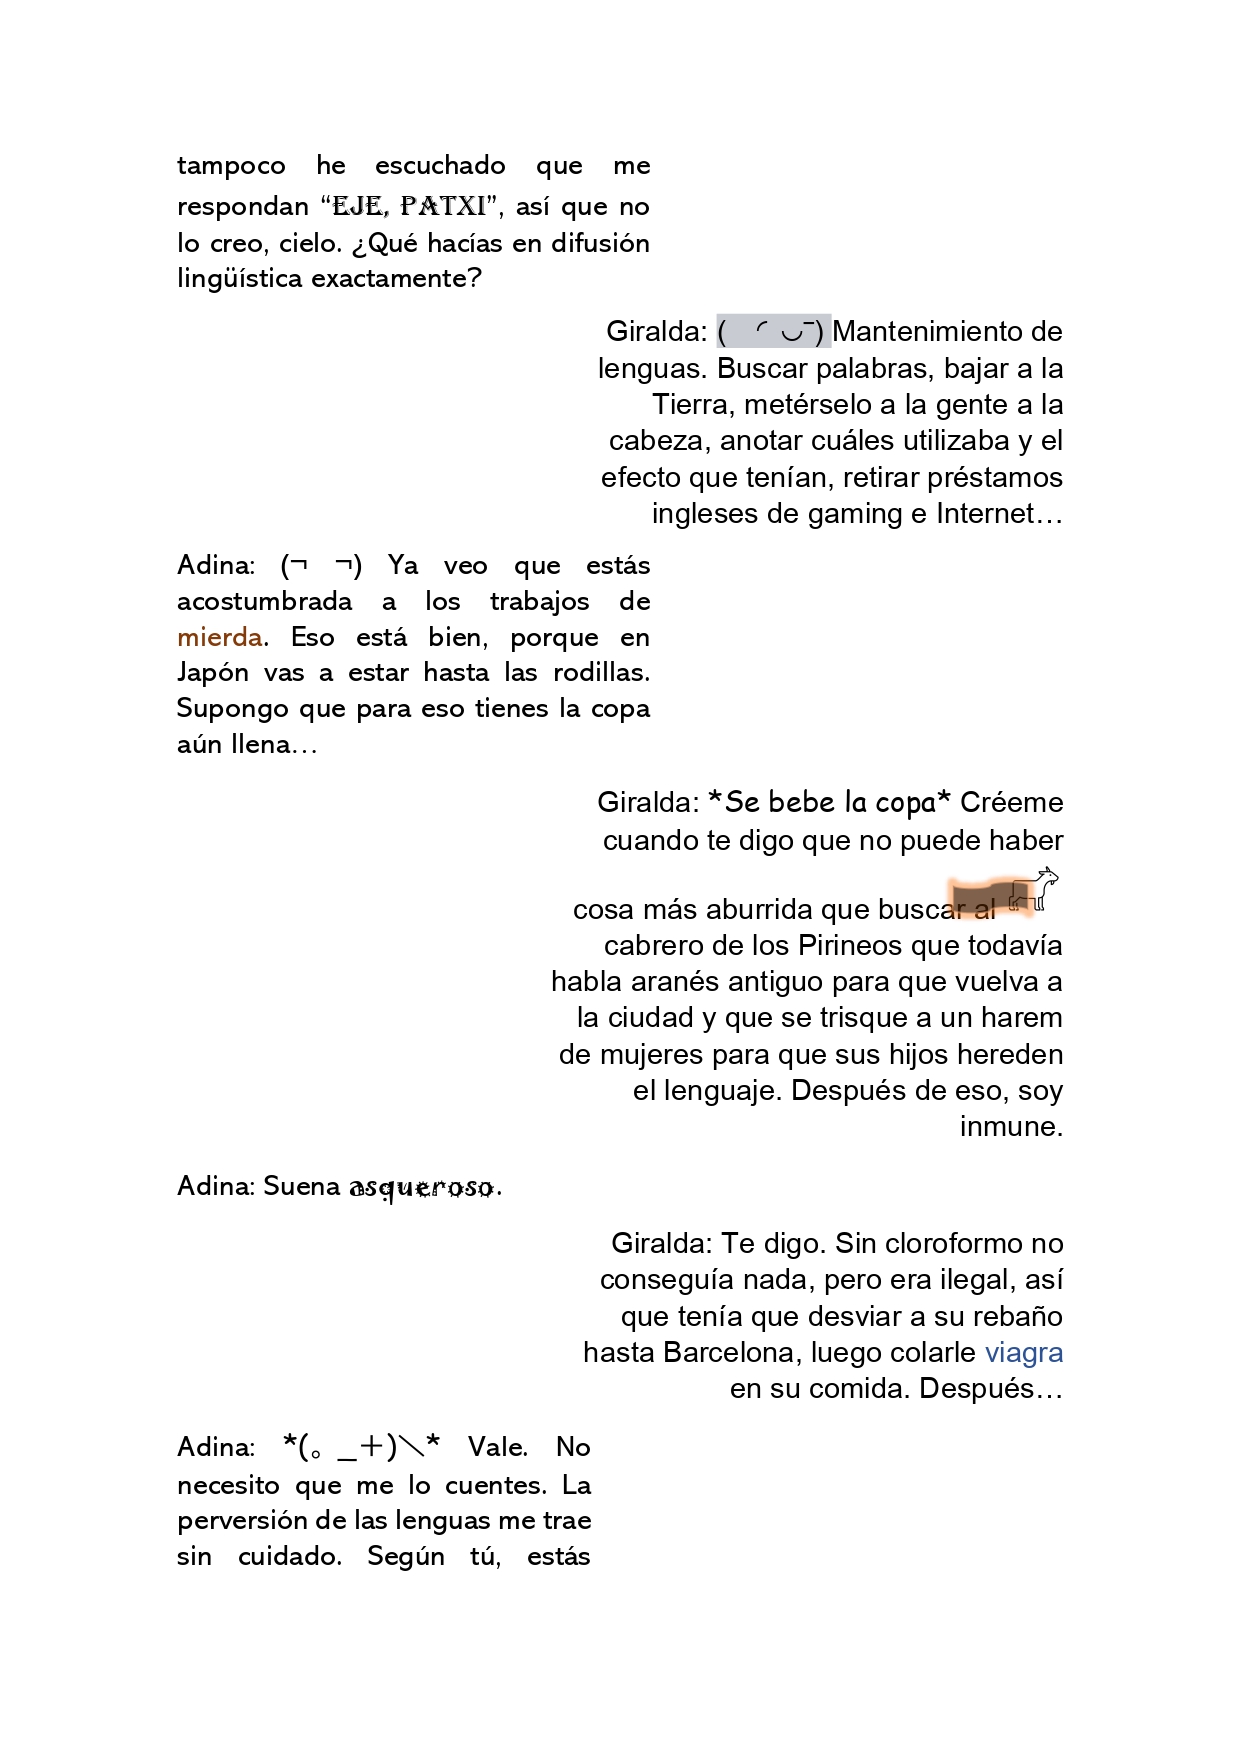 tampoco he escuchado que me
respondan “EJE, PATXI”, así que no
lo creo, cielo. ¿Qué hacías en difusión
lingüística exactamente?
Giralda: ( ◜◡‾) Mantenimiento de
lenguas. Buscar palabras, bajar a la
Tierra, metérselo a la gente a la
cabeza, anotar cuáles utilizaba y el
efecto que tenían, retirar préstamos
ingleses de gaming e Internet…
Adina: (¬ ¬) Ya veo que estás
acostumbrada a los trabajos de
mierda. Eso está bien, porque en
Japón vas a estar hasta las rodillas.
Supongo que para eso tienes la copa
aún llena…
Giralda: *Se bebe la copa* Créeme
cuando te digo que no puede haber
cosa más aburrida que buscar al
cabrero de los Pirineos que todavía
habla aranés antiguo para que vuelva a
la ciudad y que se trisque a un harem
de mujeres para que sus hijos hereden
el lenguaje. Después de eso, soy
inmune.
Adina: Suena asqueroso.
Giralda: Te digo. Sin cloroformo no
conseguía nada, pero era ilegal, así
que tenía que desviar a su rebaño
hasta Barcelona, luego colarle viagra
en su comida. Después…
Adina: *(。_＋)＼* Vale. No
necesito que me lo cuentes. La
perversión de las lenguas me trae
sin cuidado. Según tú, estás